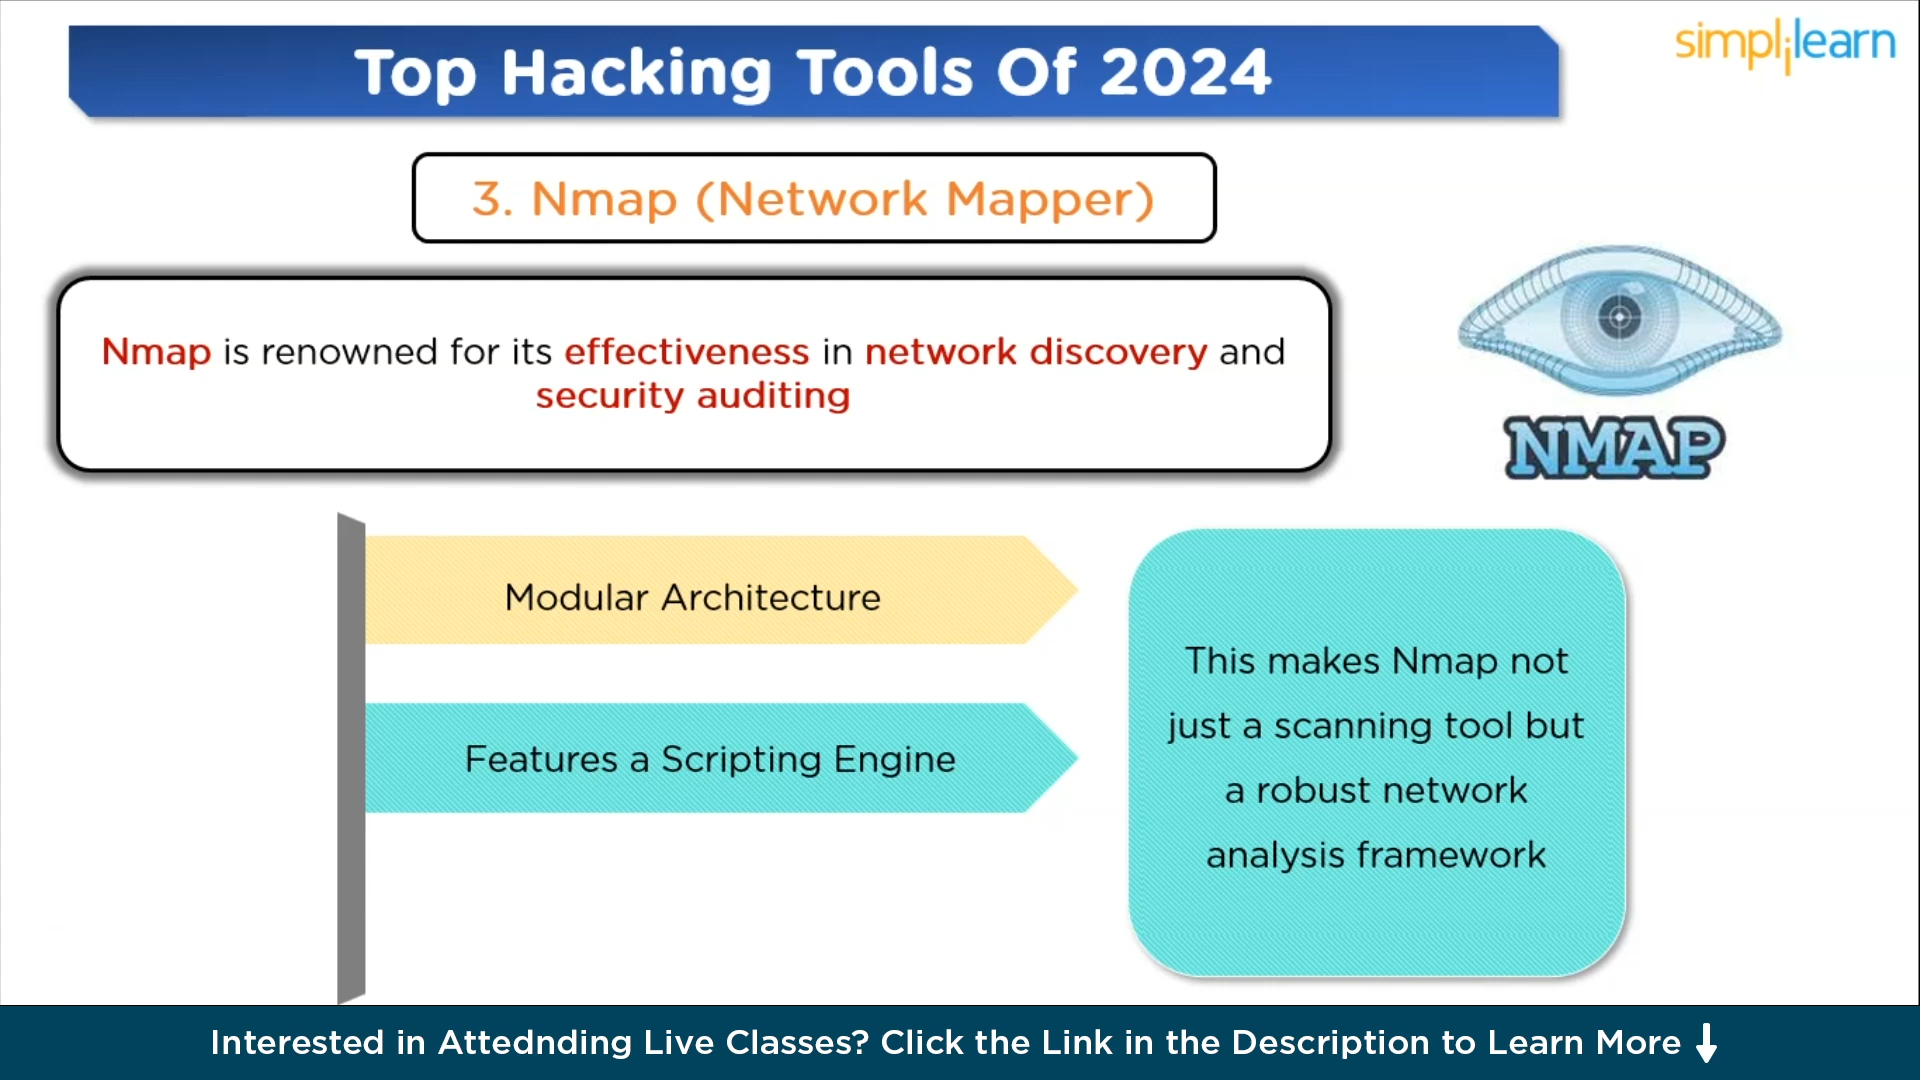 Top Hacking Tools Of 2024
simplilearn
3. Nmap (Network Mapper)
Nmap is renowned for its effectiveness in network discovery and
security auditing
NMAP
Modular Architecture
Features a Scripting Engine
This makes Nmap not
just a scanning tool but
a robust network
analysis framework
Interested in Attednding Live Classes? Click the Link in the Description to Learn More